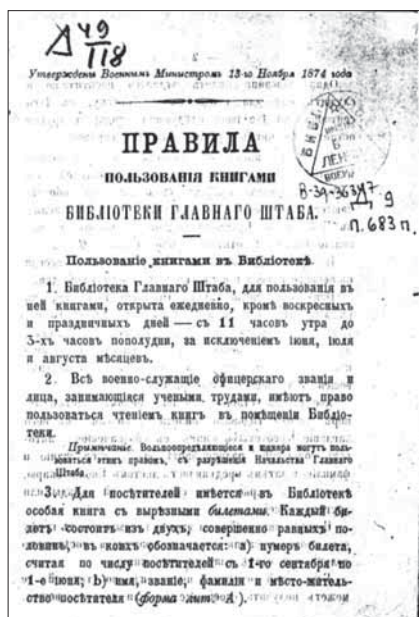 Д 49
118
Утверждены Военнымъ Министромъ 13-го Ноября 1874 года
ПРАВИЛА
ПОЛЬЗОВАНІЯ КНИГАМИ
БИБЛІОТЕКИ ГЛАВНАГО ШТАБА.
Пользованіе книгами въ Библіотекѣ.
1. Библіотека Главнаго Штаба, для пользованія въ
ней книгами, открыта ежедневно, кромѣ воскресныхъ
и праздничныхъ дней — съ 11 часовъ утра до
3-хъ часовъ пополудни, за исключеніемъ іюня, іюля
и августа мѣсяцевъ.
2. Всѣ военно-служащіе офицерскаго званія и
лица, занимающіяся учеными трудами, имѣютъ право
пользоваться чтеніемъ книгъ въ помѣщеніи Библіо-
теки.
Примѣчаніе. Вольноопредѣляющіеся и юнкера могутъ поль-
зоваться этимъ правомъ, съ разрѣшенія Начальства Главнаго
Штаба.
3. Для посѣтителей имѣется въ Библіотекѣ
особая книга съ вырѣзными билетами. Каждый би-
летъ состоитъ изъ двухъ, совершенно равныхъ по-
ловинъ, въ коихъ обозначается: a) нумеръ билета,
считая по числу посѣтителей съ 1-го сентября по
1-е іюня; b) имя, званіе, фамилія и мѣсто-житель-
ство посѣтителя (форма лит. А).